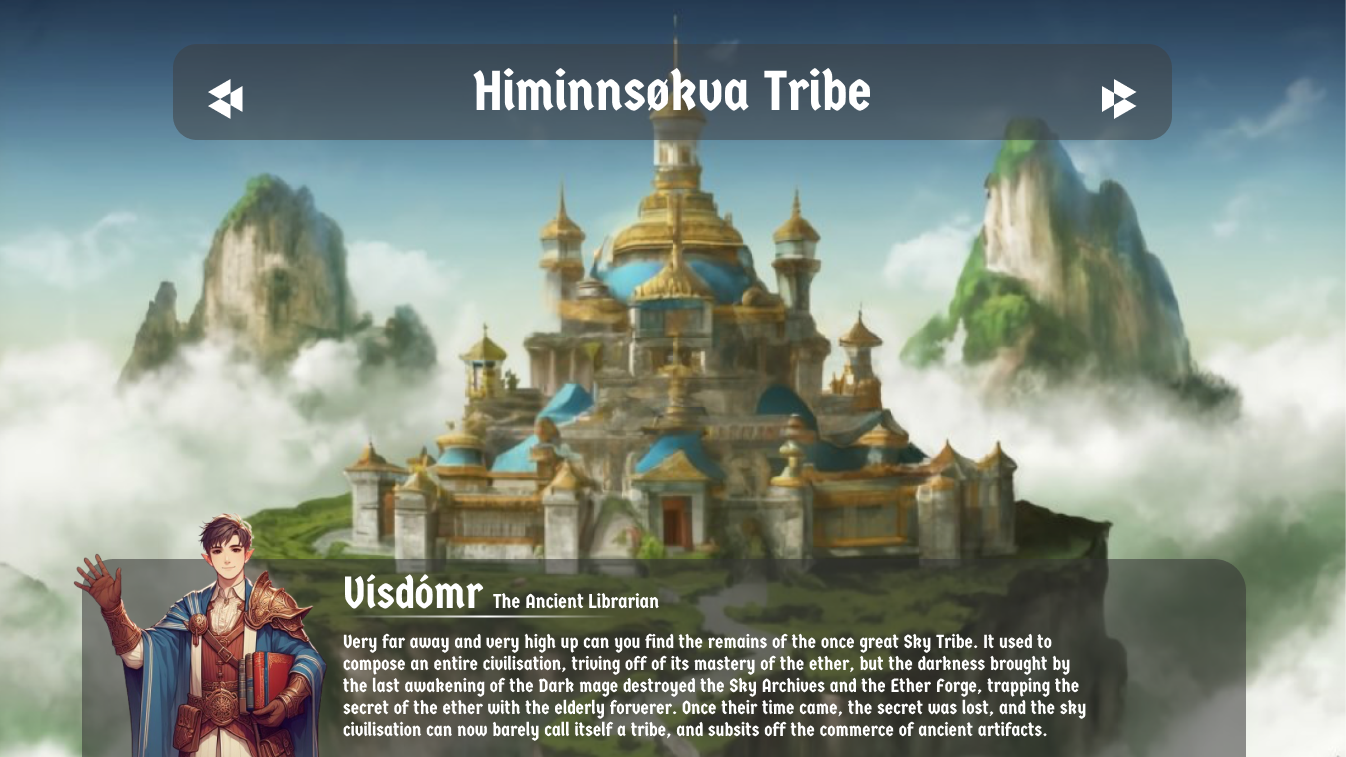 Himinnsøkva Tribe
Vísdómr The Ancient Librarian
Very far away and very high up can you find the remains of the once great Sky Tribe. It used to
compose an entire civilisation, triving off of its mastery of the ether, but the darkness brought by
the last awakening of the Dark mage destroyed the Sky Archives and the Ether Forge, trapping the
secret of the ether with the elderly forverer. Once their time came, the secret was lost, and the sky
civilisation can now barely call itself a tribe, and subsits off the commerce of ancient artifacts.